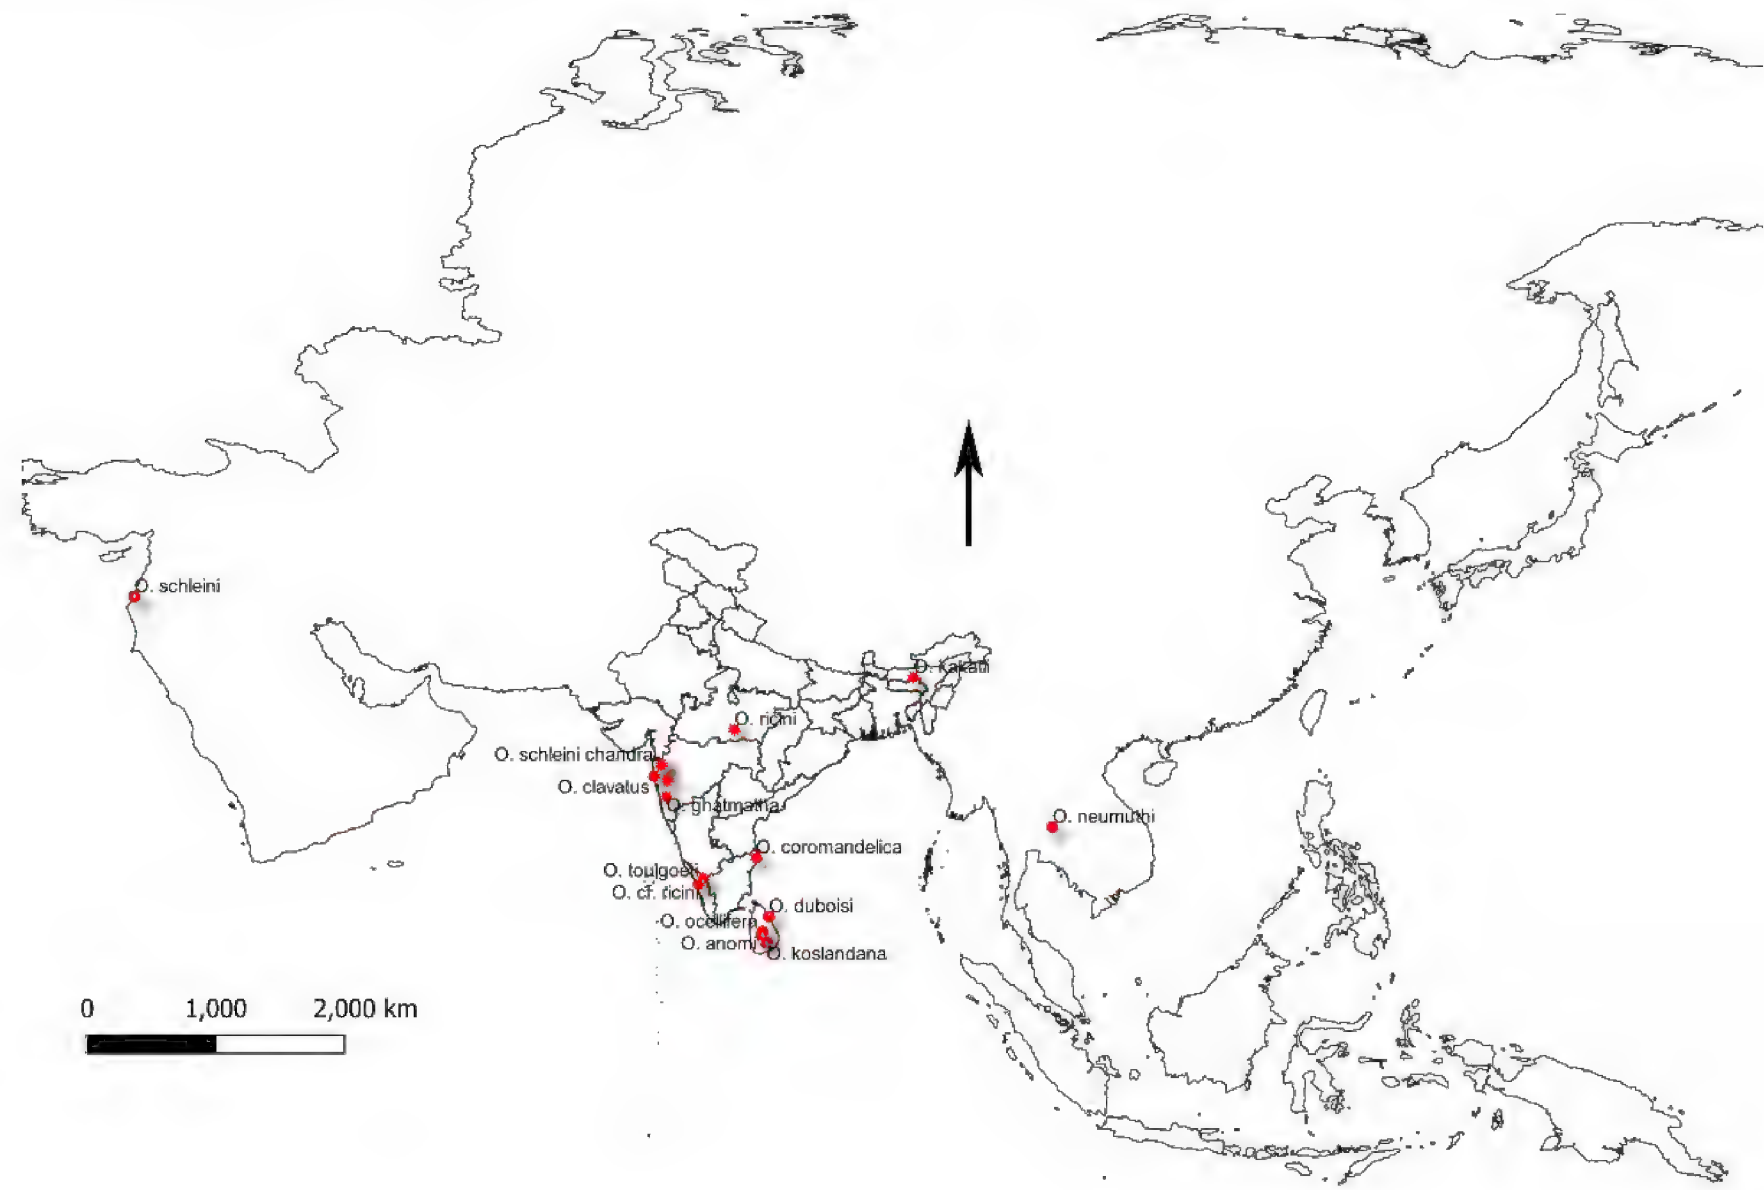 O. schleini
O. kakati
O. ricini
O. schleini chandrai
O. clavatus
O. ghatmatha
O. neumuthi
O. coromandelica
O. toulgoeti
O. cf. ricini
O. duboisi
O. ocellifera
O. anomi
O. koslandana
0 1,000 2,000 km